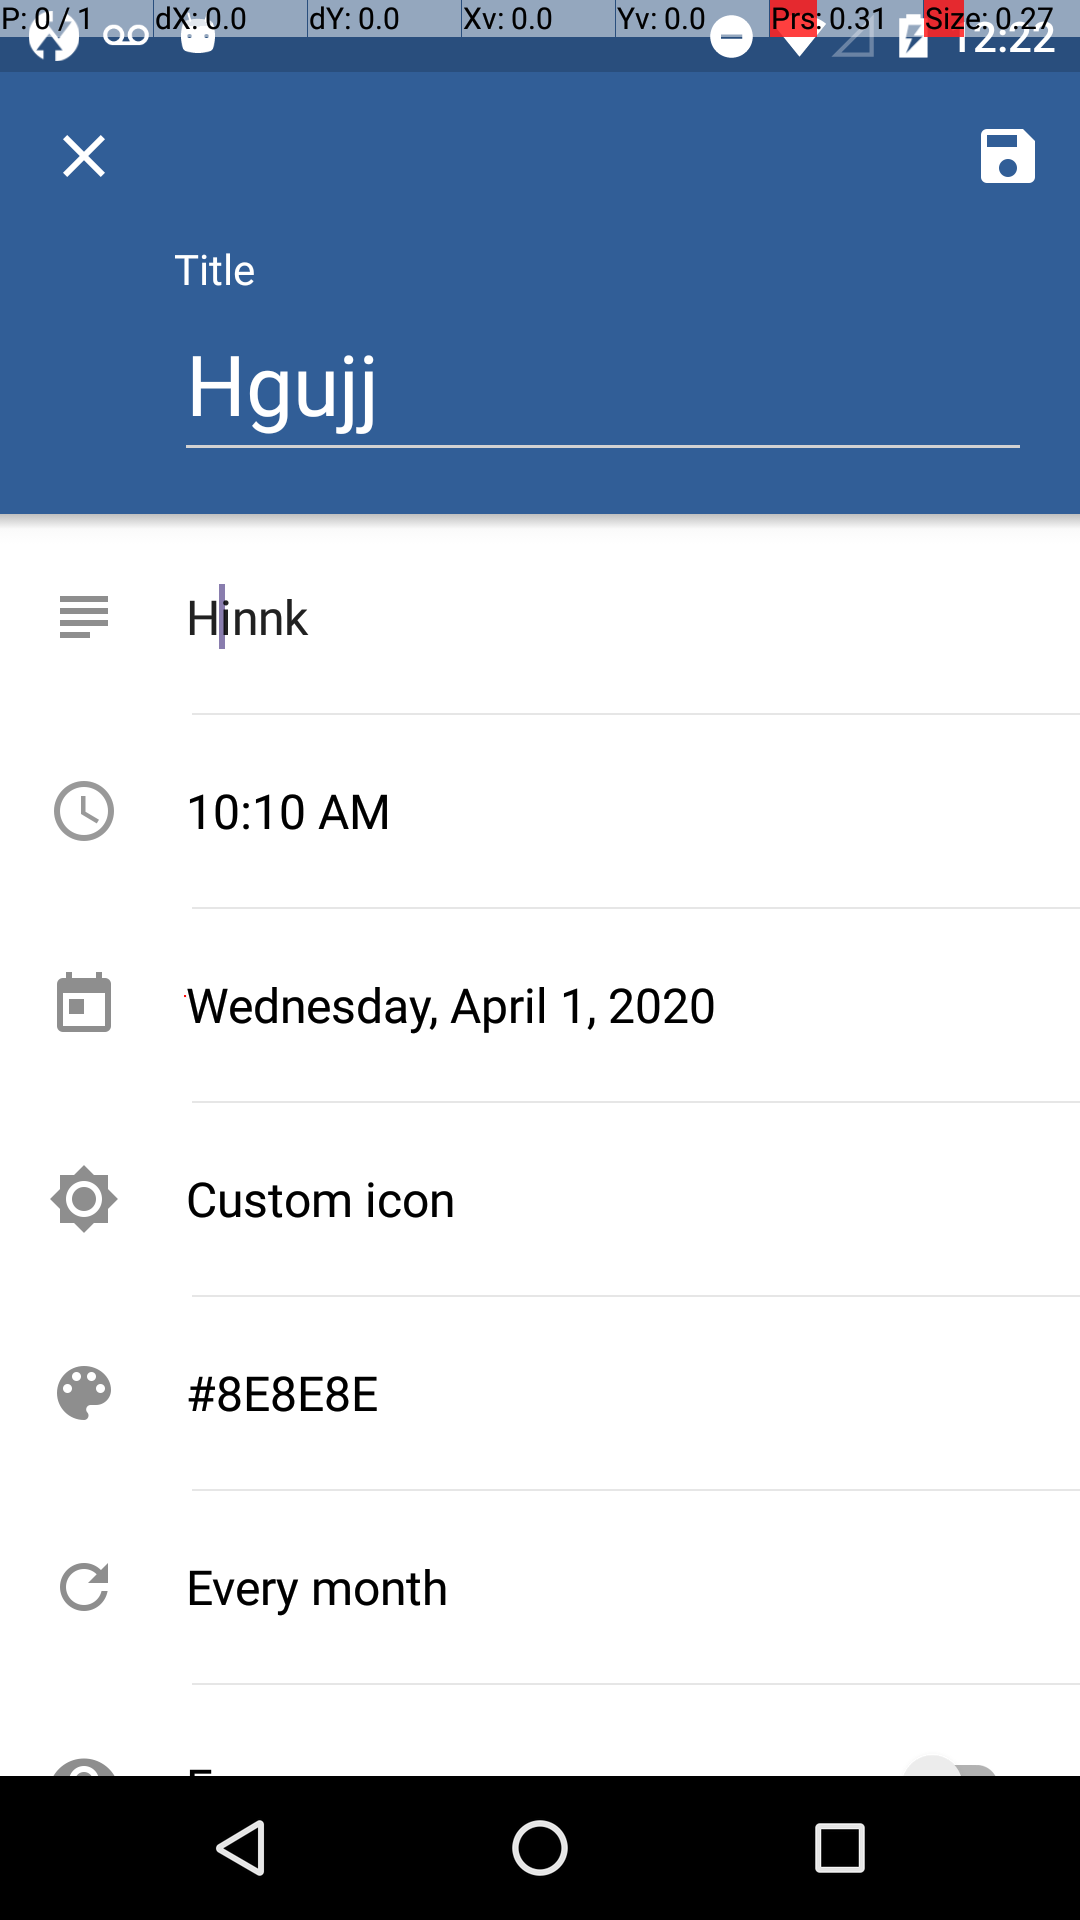 P: 0 / 1 dX: 0.0 dY: 0.0 Xv: 0.0 Yv: 0.0 Prs: 0.31 Size: 0.27
12:22
Title
Hgujj
Hinnk
10:10 AM
Wednesday, April 1, 2020
Custom icon
#8E8E8E
Every month